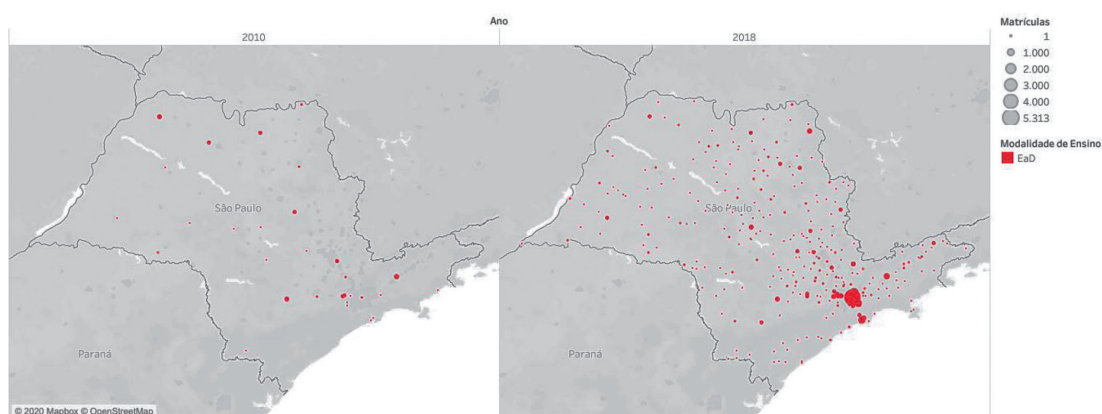 Ano
2010
2018
São Paulo
Paraná
© 2020 Mapbox © OpenStreetMap
São Paulo
Paraná
Matrículas
1
1.000
2.000
3.000
4.000
5.313
Modalidade de Ensino
EaD